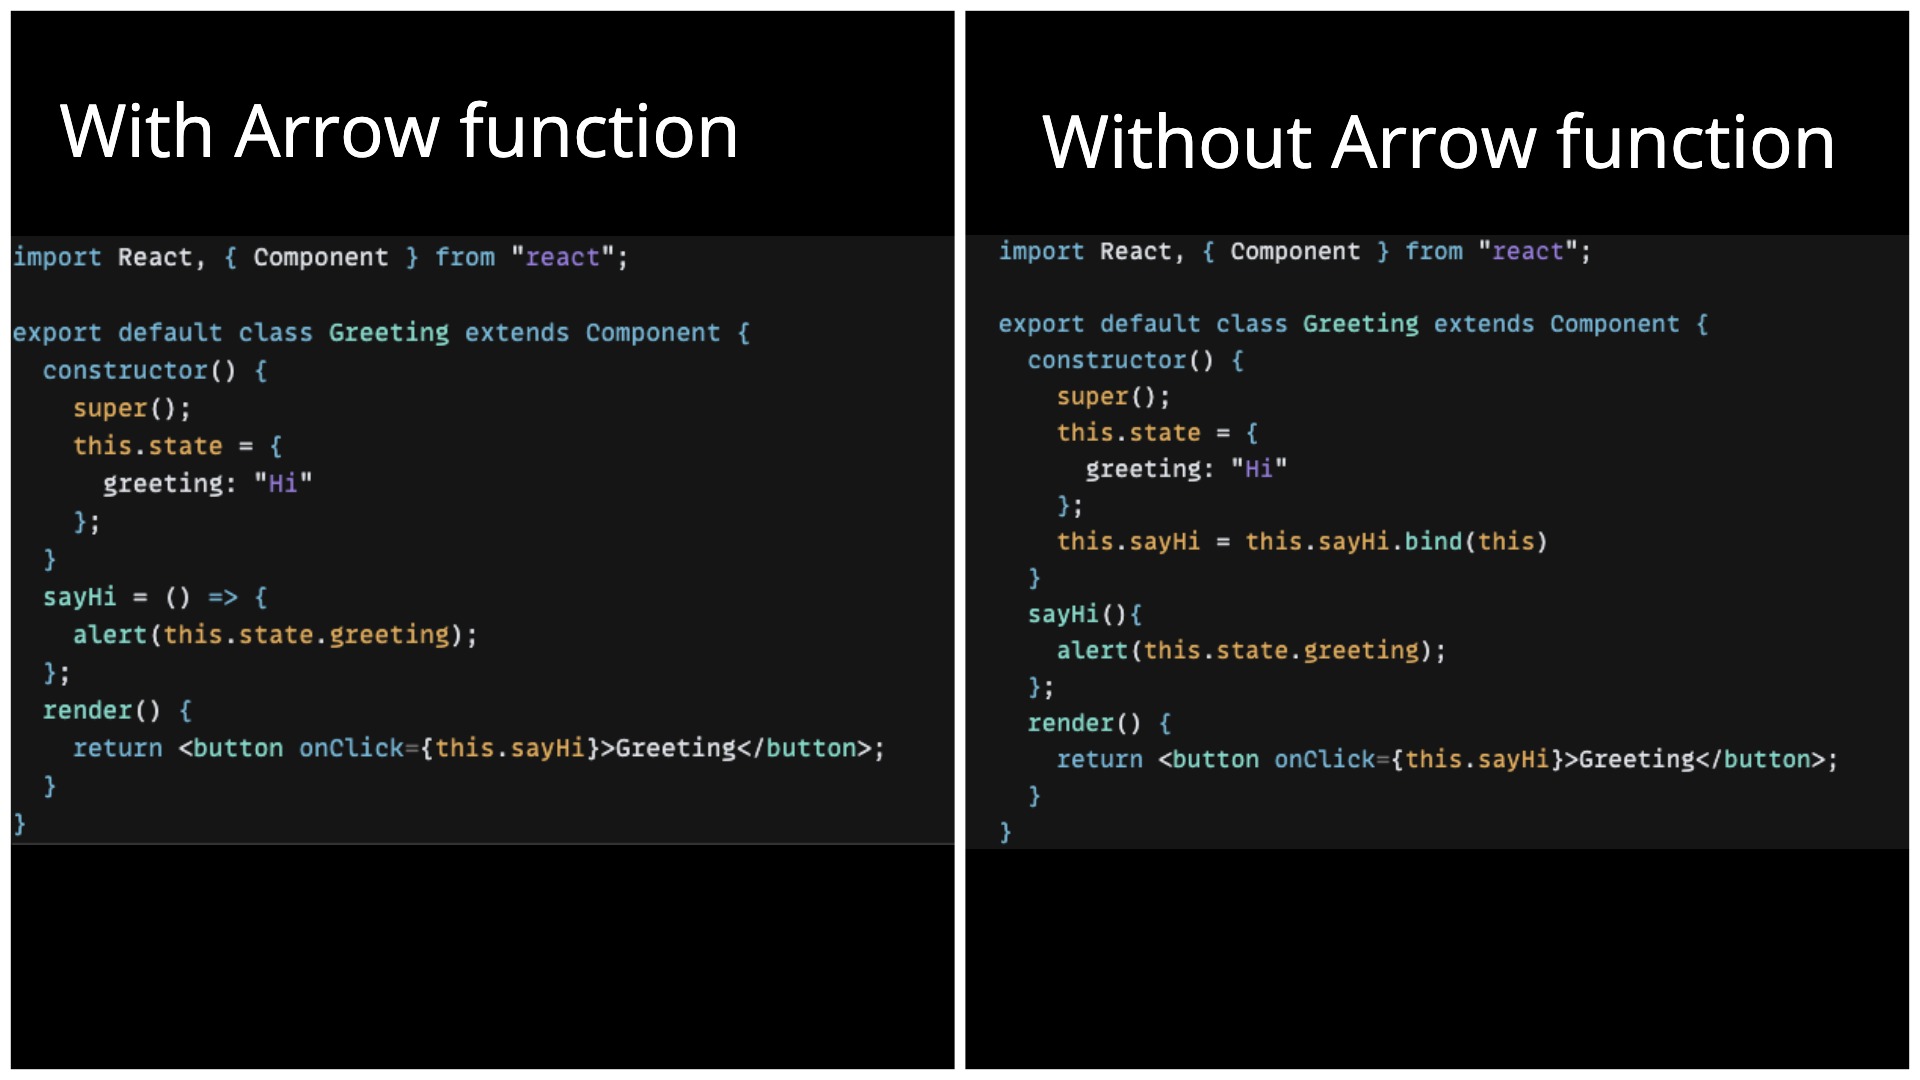 With Arrow function
import React, { Component } from "react";
export default class Greeting extends Component {
constructor() {
super();
this.state = {
greeting: "Hi"
};
}
sayHi = () => {
alert(this.state.greeting);
};
render() {
return <button onClick={this.sayHi}>Greeting</button>;
}
}
Without Arrow function
import React, { Component } from "react";
export default class Greeting extends Component {
constructor() {
super();
this.state = {
greeting: "Hi"
};
this.sayHi = this.sayHi.bind(this)
}
sayHi(){
alert(this.state.greeting);
};
render() {
return <button onClick={this.sayHi}>Greeting</button>;
}
}